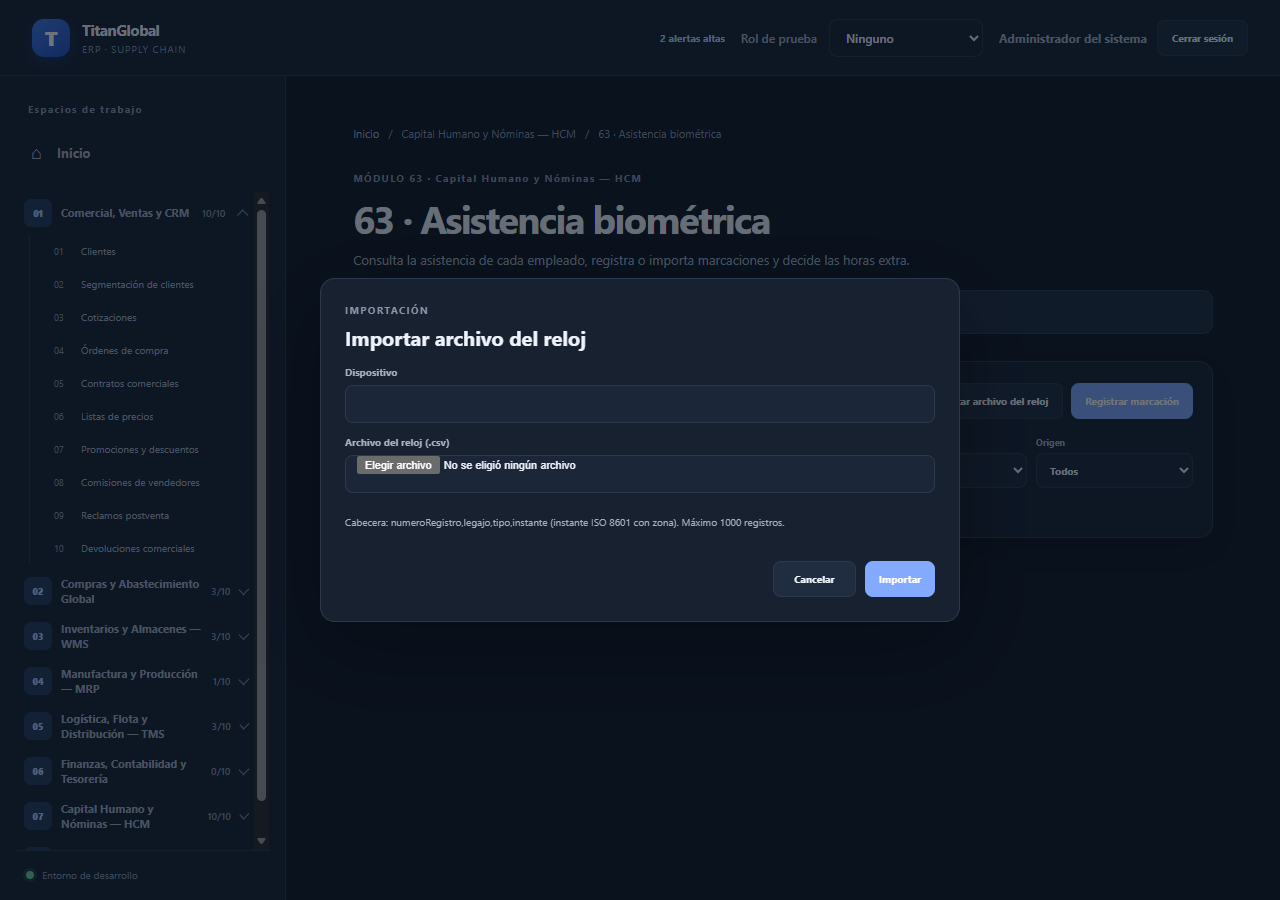 T
TitanGlobal
ERP · SUPPLY CHAIN
2 alertas altas
Rol de prueba
Ninguno
Administrador del sistema
Cerrar sesión
Espacios de trabajo
Inicio
01 Comercial, Ventas y CRM 10/10
01 Clientes
02 Segmentación de clientes
03 Cotizaciones
04 Órdenes de compra
05 Contratos comerciales
06 Listas de precios
07 Promociones y descuentos
08 Comisiones de vendedores
09 Reclamos postventa
10 Devoluciones comerciales
02 Compras y Abastecimiento
Global
3/10
03 Inventarios y Almacenes —
WMS
3/10
04 Manufactura y Producción
— MRP
1/10
05 Logística, Flota y
Distribución — TMS
3/10
06 Finanzas, Contabilidad y
Tesorería
0/10
07 Capital Humano y
Nóminas — HCM
10/10
Entorno de desarrollo
Inicio / Capital Humano y Nóminas — HCM / 63 · Asistencia biométrica
MÓDULO 63 · Capital Humano y Nóminas — HCM
63 · Asistencia biométrica
Consulta la asistencia de cada empleado, registra o importa marcaciones y decide las horas extra.
archivo del reloj
Registrar marcación
Origen
Todos
IMPORTACIÓN
Importar archivo del reloj
Dispositivo
Archivo del reloj (.csv)
Elegir archivo No se eligió ningún archivo
Cabecera: numeroRegistro,legajo,tipo,instante (instante ISO 8601 con zona). Máximo 1000 registros.
Cancelar
Importar